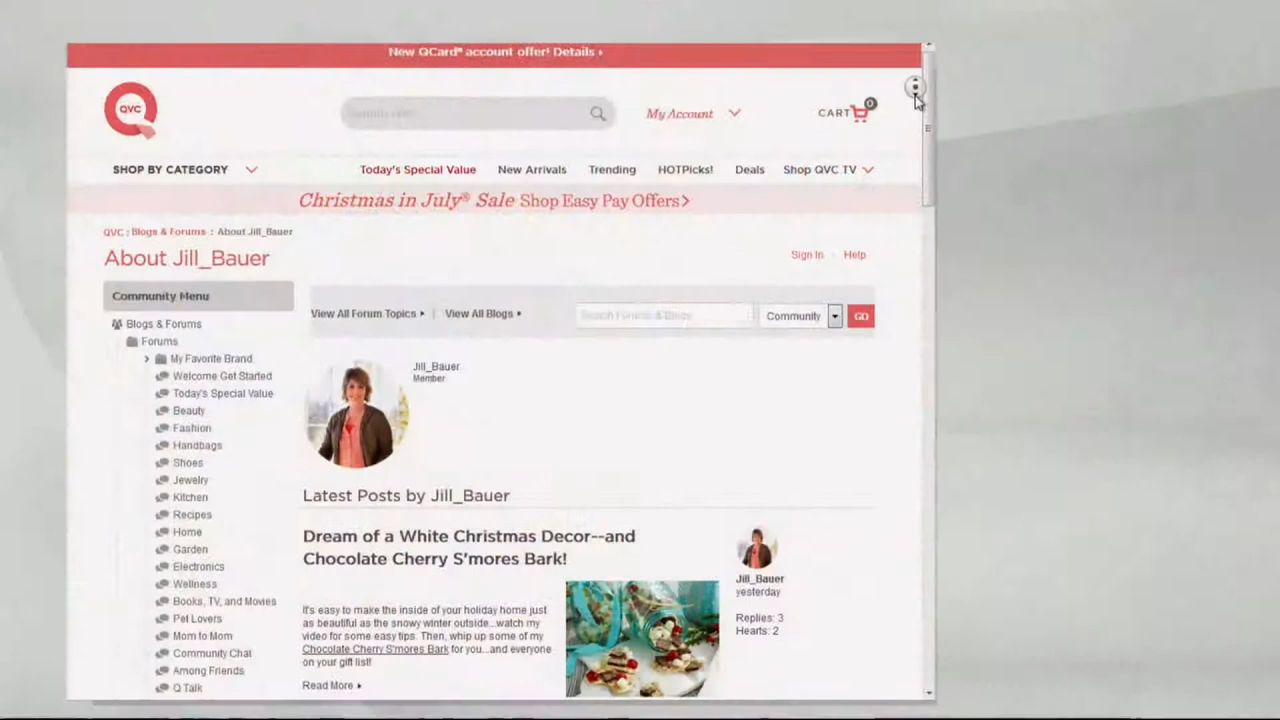 New QCard® account offer! Details ›
QVC
My Account
CART
0
SHOP BY CATEGORY
Today's Special Value
New Arrivals
Trending
HOTPicks!
Deals
Shop QVC TV
Christmas in July® Sale Shop Easy Pay Offers>
QVC : Blogs & Forums : About Jill_Bauer
About Jill_Bauer
Sign In
Help
Community Menu
View All Forum Topics
View All Blogs
Search Forums & Blogs
Community
GO
Blogs & Forums
Forums
My Favorite Brand
Welcome Get Started
Today's Special Value
Beauty
Fashion
Handbags
Shoes
Jewelry
Kitchen
Recipes
Home
Garden
Electronics
Wellness
Books, TV, and Movies
Pet Lovers
Mom to Mom
Community Chat
Among Friends
Q Talk
Jill_Bauer
Member
Latest Posts by Jill_Bauer
Dream of a White Christmas Decor--and
Chocolate Cherry S'mores Bark!
It's easy to make the inside of your holiday home just
as beautiful as the snowy winter outside...watch my
video for some easy tips. Then, whip up some of my
Chocolate Cherry S'mores Bark for you...and everyone
on your gift list!
Read More
Jill_Bauer
yesterday
Replies: 3
Hearts: 2